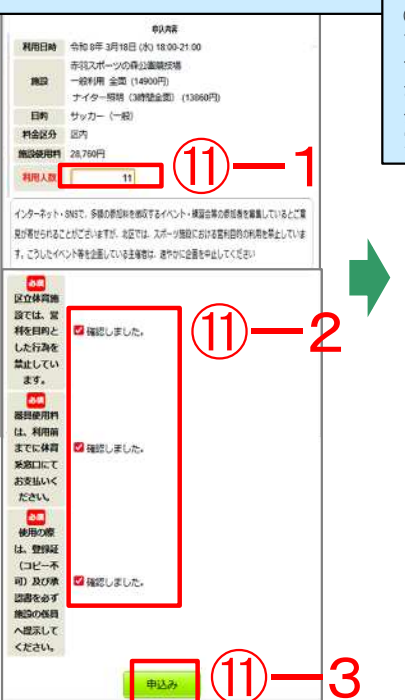 申込内容
利用日時 令和 8年 3月18日 (水) 18:00-21:00
施設
赤羽スポーツの森公園競技場
一般利用 全面 (14900円)
ナイター照明 (3時間全面) (13860円)
目的 サッカー (一般)
料金区分 区内
施設使用料 28,760円
利用人数 11
⑪—1
インターネット・SNSで、多額の参加料を徴収するイベント・練習会等の参加者を募集しているとご意
見が寄せられることがございますが、北区では、スポーツ施設における営利目的の利用を禁止していま
す。こうしたイベント等を企画している主催者は、速やかに企画を中止してください
必須
区立体育施
設では、営
利を目的と
した行為を
禁止してい
ます。
確認しました。
⑪—2
必須
器具使用料
は、利用前
までに体育
係窓口にて
お支払いく
ださい。
確認しました。
必須
使用の際
は、登録証
(コピー不
可) 及び承
認書を必ず
施設の係員
へ提示して
ください。
確認しました。
申込み
⑪—3